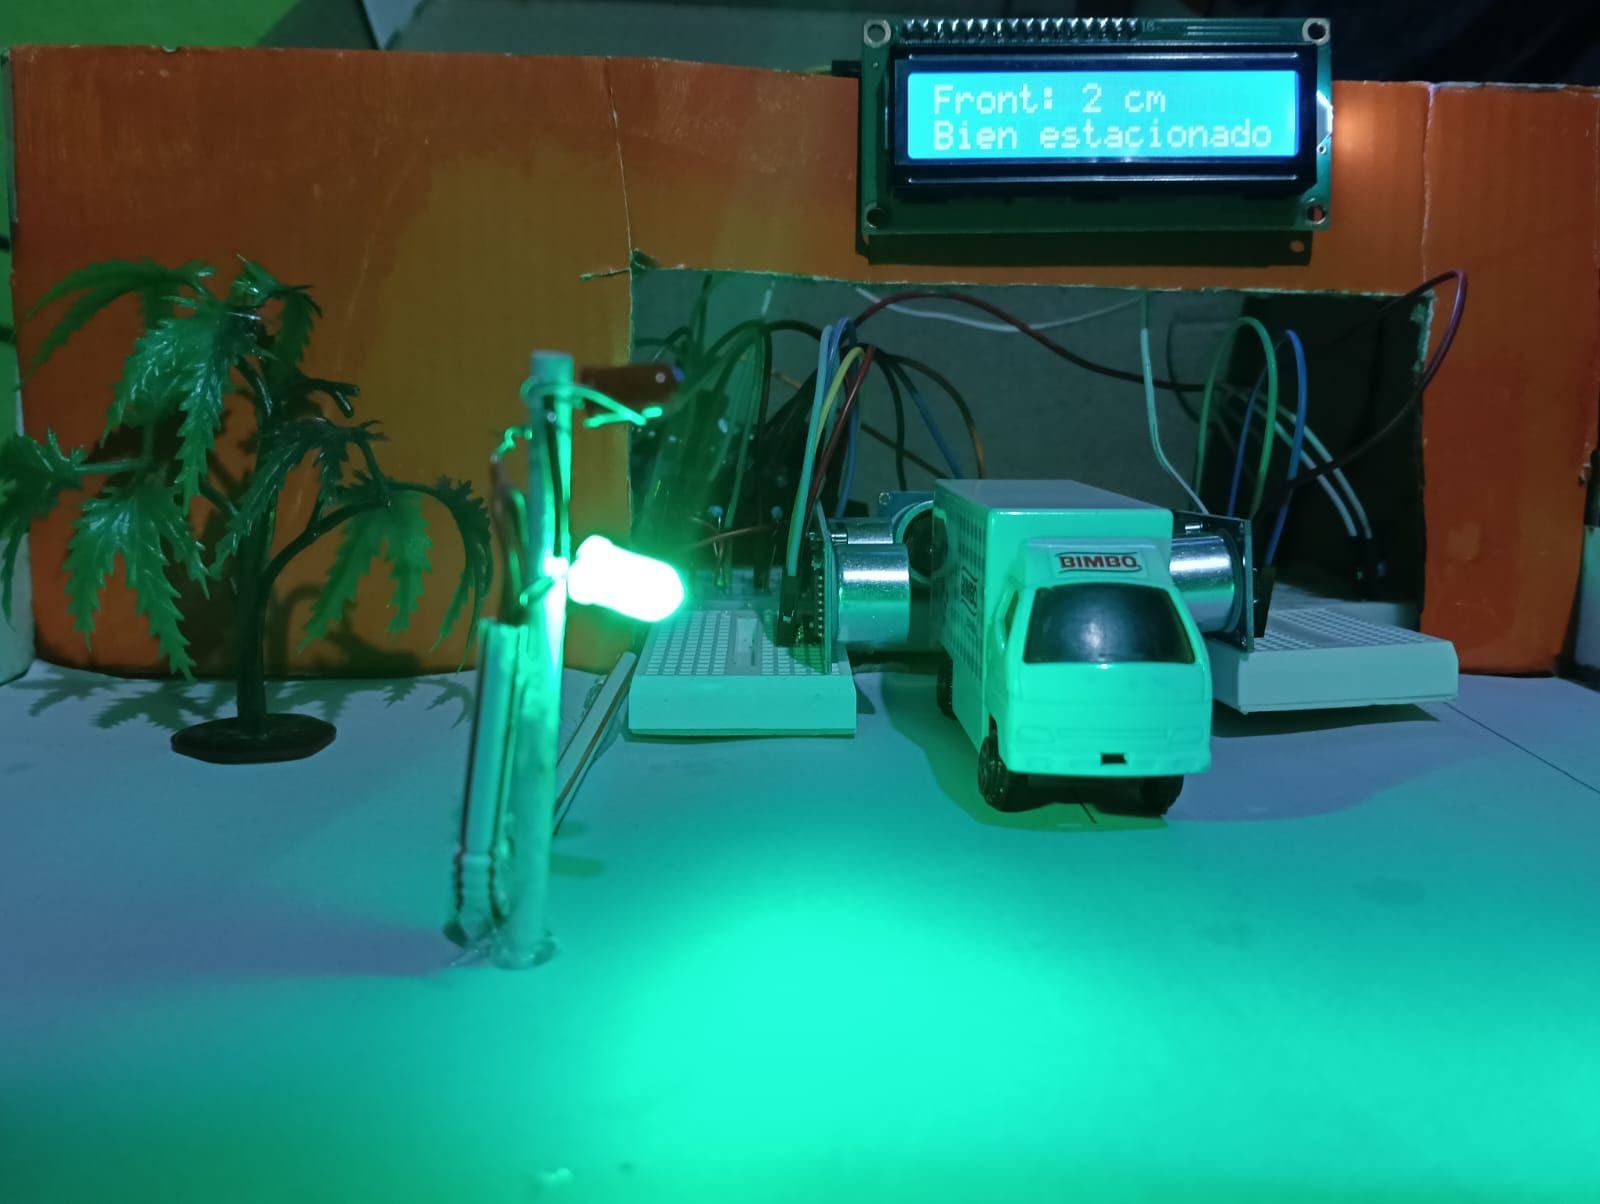 Front: 2 cm
Bien estacionado
BIMBO